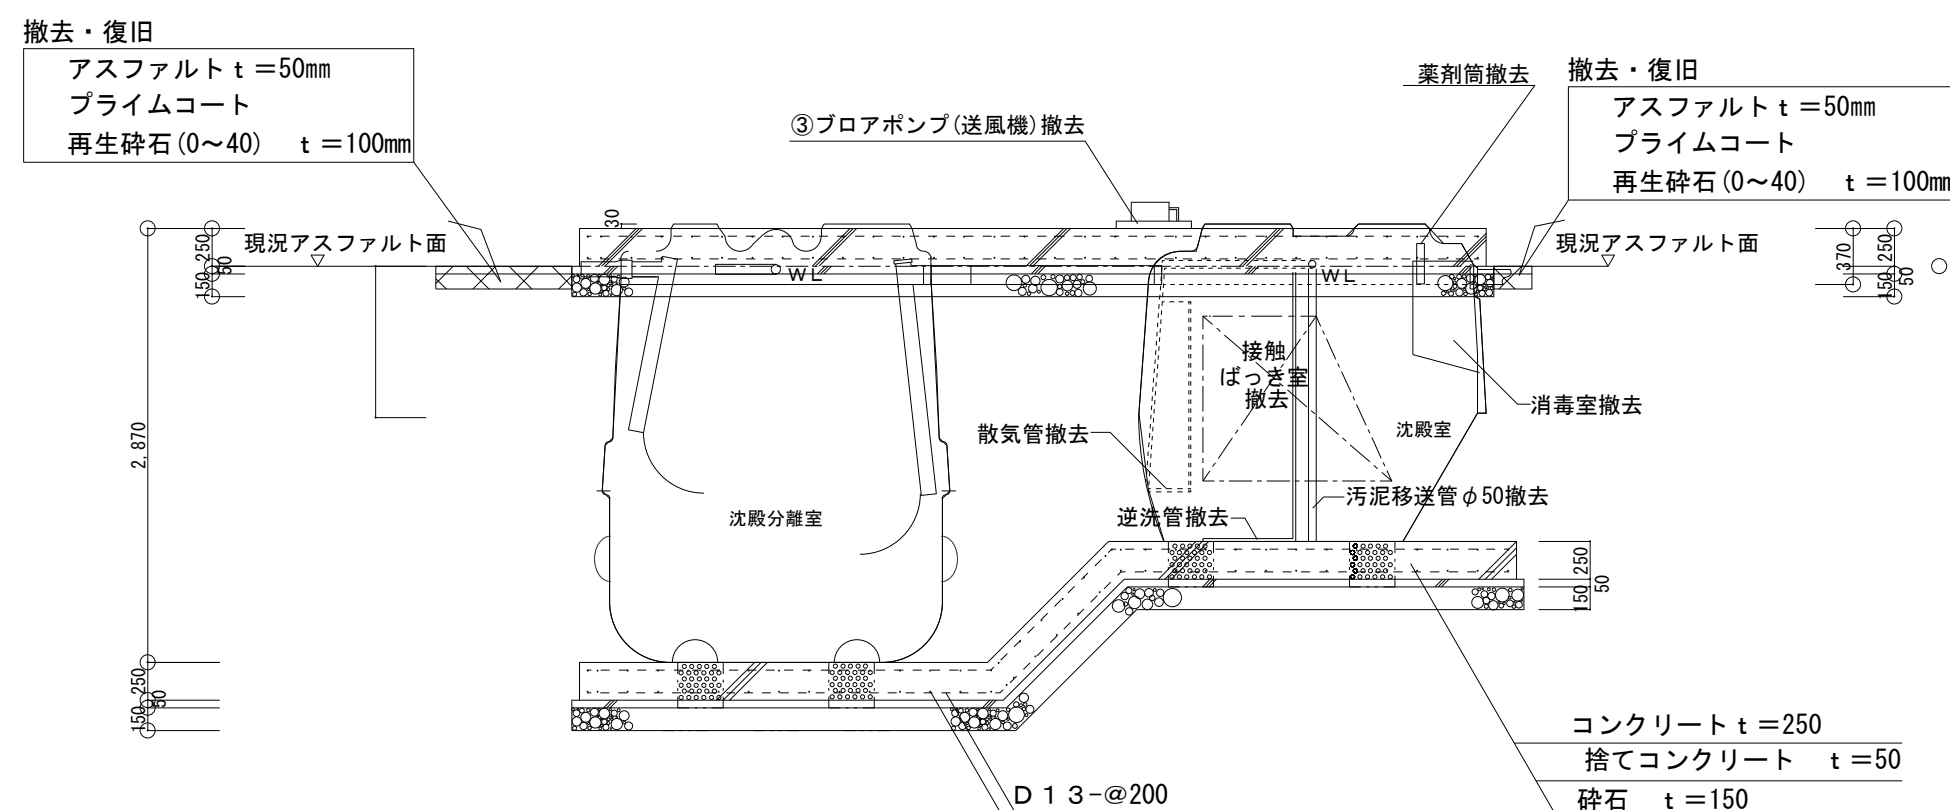 撤去・復旧
アスファルトｔ＝50mm
プライムコート
再生砕石(0～40)　ｔ＝100mm
③ブロアポンプ(送風機)撤去
薬剤筒撤去
撤去・復旧
アスファルトｔ＝50mm
プライムコート
再生砕石(0～40)　ｔ＝100mm
30
250
50
150
現況アスファルト面
ＷＬ
ＷＬ
現況アスファルト面
370
250
150
50
接触
ばっき室
撤去
消毒室撤去
2,870
散気管撤去
沈殿室
汚泥移送管φ50撤去
沈殿分離室
逆洗管撤去
250
50
150
250
50
150
コンクリートｔ＝250
捨てコンクリート　ｔ＝50
砕石　ｔ＝150
Ｄ１３-@200